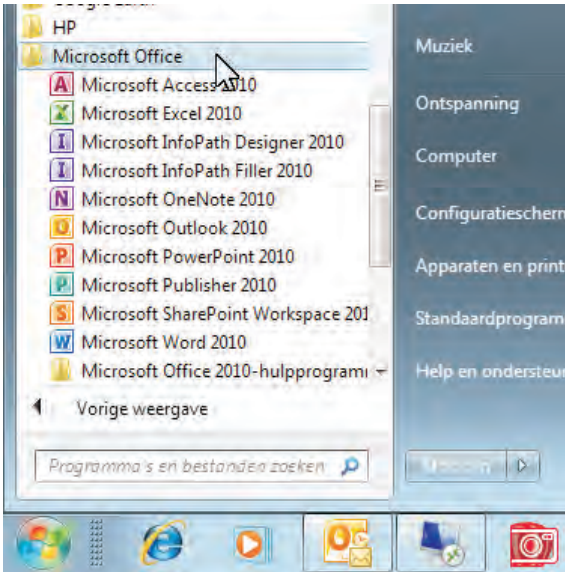 HP
Microsoft Office
Microsoft Access 2010
Microsoft Excel 2010
Microsoft InfoPath Designer 2010
Microsoft InfoPath Filler 2010
Microsoft OneNote 2010
Microsoft Outlook 2010
Microsoft PowerPoint 2010
Microsoft Publisher 2010
Microsoft SharePoint Workspace 201
Microsoft Word 2010
Microsoft Office 2010-hulpprogramm
Vorige weergave
Programma's en bestanden zoeken
Muziek
Ontspanning
Computer
Configuratiescherm
Apparaten en print
Standaardprogram
Help en ondersteu